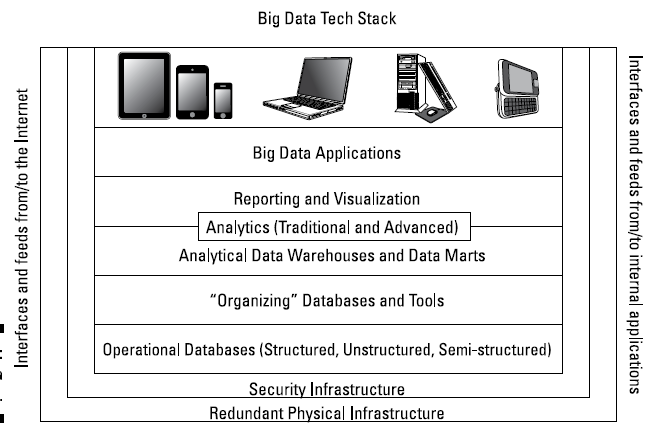 Big Data Tech Stack
Interfaces and feeds from/to the Internet
Interfaces and feeds from/to internal applications
Big Data Applications
Reporting and Visualization
Analytics (Traditional and Advanced)
Analytical Data Warehouses and Data Marts
“Organizing” Databases and Tools
Operational Databases (Structured, Unstructured, Semi-structured)
Security Infrastructure
Redundant Physical Infrastructure